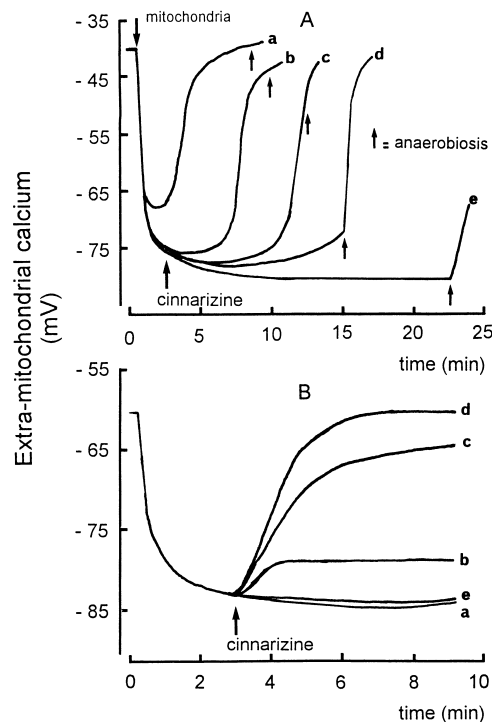 mitochondria
A
- 35
- 45
- 55
- 65
- 75
a
b
c
d
e
= anaerobiosis
cinnarizine
0 5 10 15 20 25
time (min)
Extra-mitochondrial calcium
(mV)
B
- 55
- 65
- 75
- 85
d
c
b
e
a
cinnarizine
0 2 4 6 8 10
time (min)